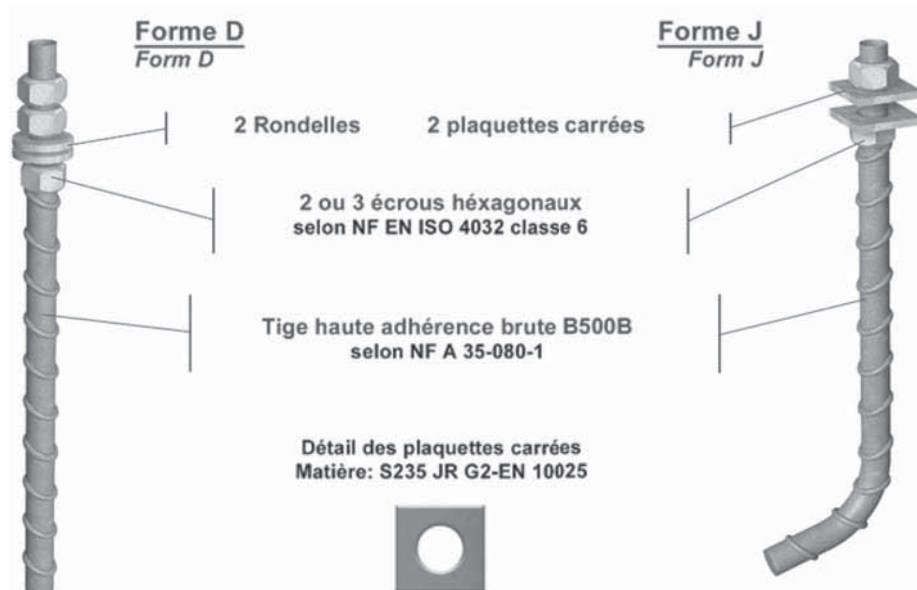 Forme D
Form D
Forme J
Form J
2 Rondelles
2 plaquettes carrées
2 ou 3 écrous héxagonaux
selon NF EN ISO 4032 classe 6
Tige haute adhérence brute B500B
selon NF A 35-080-1
Détail des plaquettes carrées
Matière: S235 JR G2-EN 10025